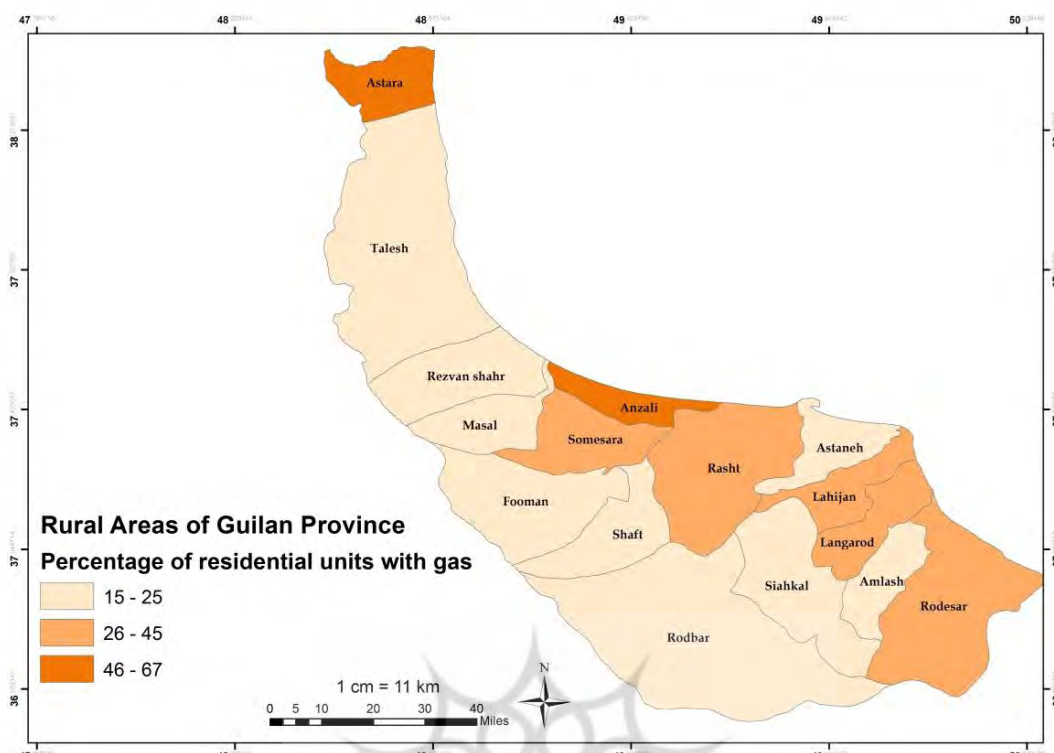 47 48 48 49 49 50
Astara
38 38
Talesh
37
Rezvan shahr
Anzali
37
Masal
Somesara
Astaneh
Rasht
Lahijan
Fooman
Shaft
Langarod
37
Amlash
Siahkal
Rodesar
Rodbar
36
Rural Areas of Guilan Province
Percentage of residential units with gas
15 - 25
26 - 45
46 - 67
N
1 cm = 11 km
0 5 10 20 30 40
Miles